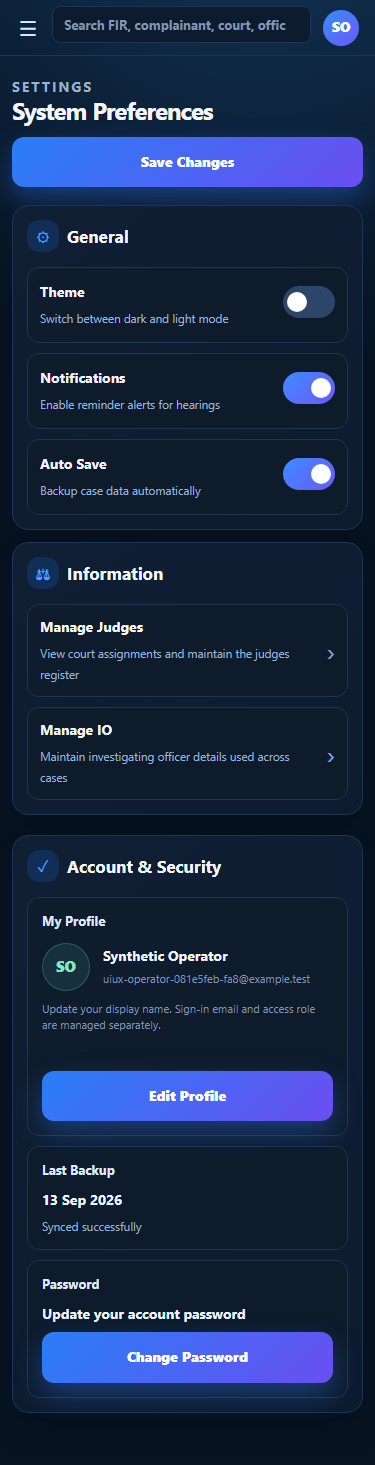 Search FIR, complainant, court, offic
SO
SETTINGS
System Preferences
Save Changes
General
Theme
Switch between dark and light mode
Notifications
Enable reminder alerts for hearings
Auto Save
Backup case data automatically
Information
Manage Judges
View court assignments and maintain the judges
register
Manage IO
Maintain investigating officer details used across
cases
Account & Security
My Profile
SO
Synthetic Operator
uiux-operator-081e5feb-fa8@example.test
Update your display name. Sign-in email and access role
are managed separately.
Edit Profile
Last Backup
13 Sep 2026
Synced successfully
Password
Update your account password
Change Password